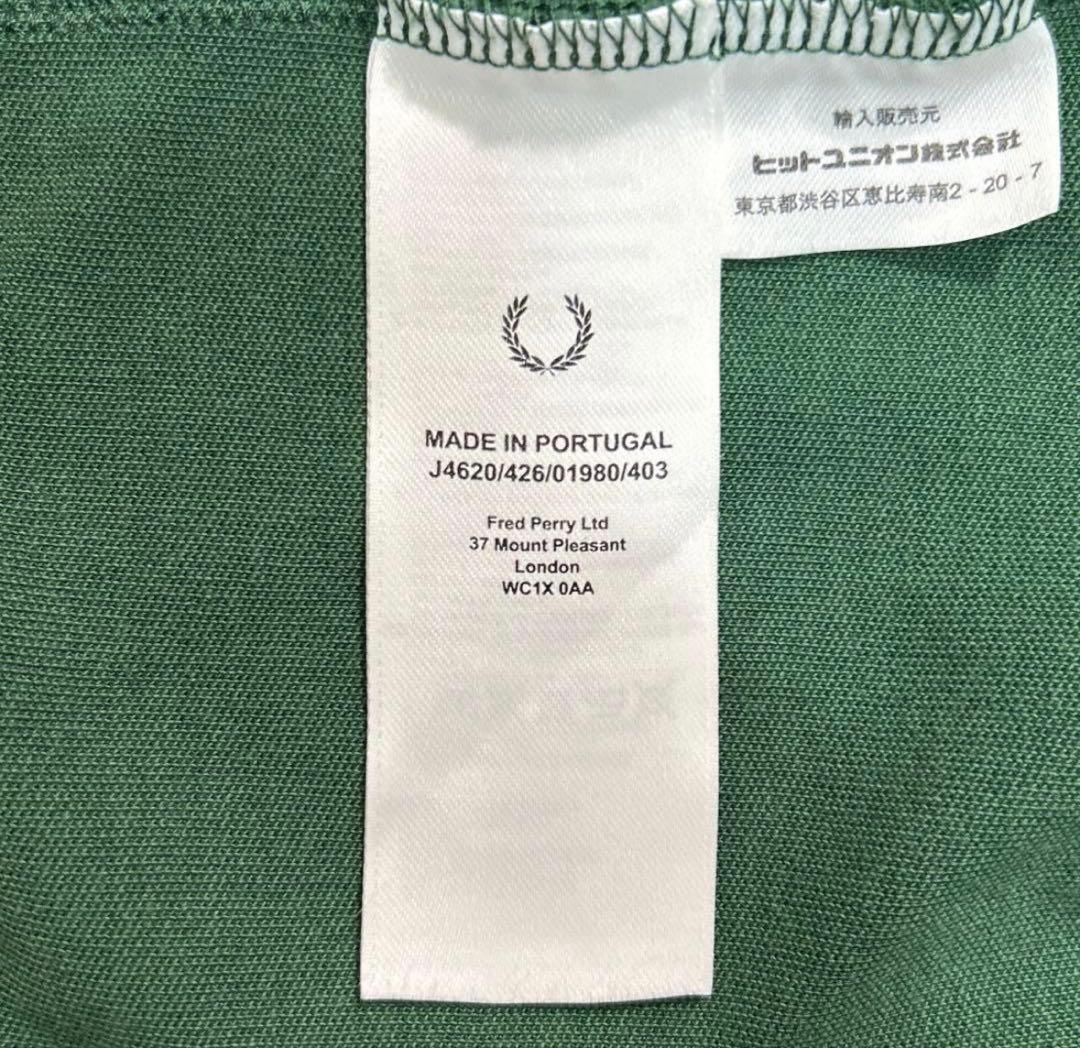 輸入販売元
ヒットユニオン株式会社
東京都渋谷区恵比寿南2-20-7
MADE IN PORTUGAL
J4620/426/01980/403
Fred Perry Ltd
37 Mount Pleasant
London
WC1X 0AA